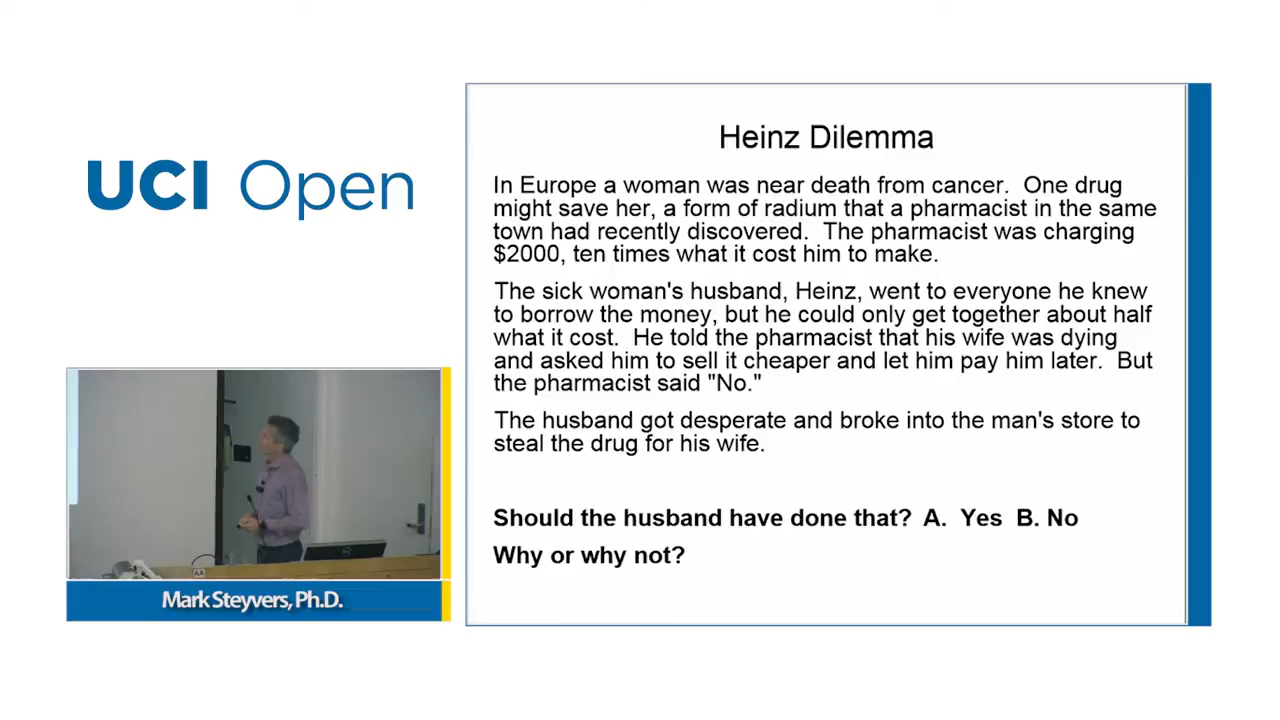 UCI Open
Heinz Dilemma
In Europe a woman was near death from cancer. One drug
might save her, a form of radium that a pharmacist in the same
town had recently discovered. The pharmacist was charging
$2000, ten times what it cost him to make.
The sick woman's husband, Heinz, went to everyone he knew
to borrow the money, but he could only get together about half
what it cost. He told the pharmacist that his wife was dying
and asked him to sell it cheaper and let him pay him later. But
the pharmacist said "No."
The husband got desperate and broke into the man's store to
steal the drug for his wife.
Should the husband have done that? A. Yes B. No
Why or why not?
AA
Mark Steyvers, Ph.D.